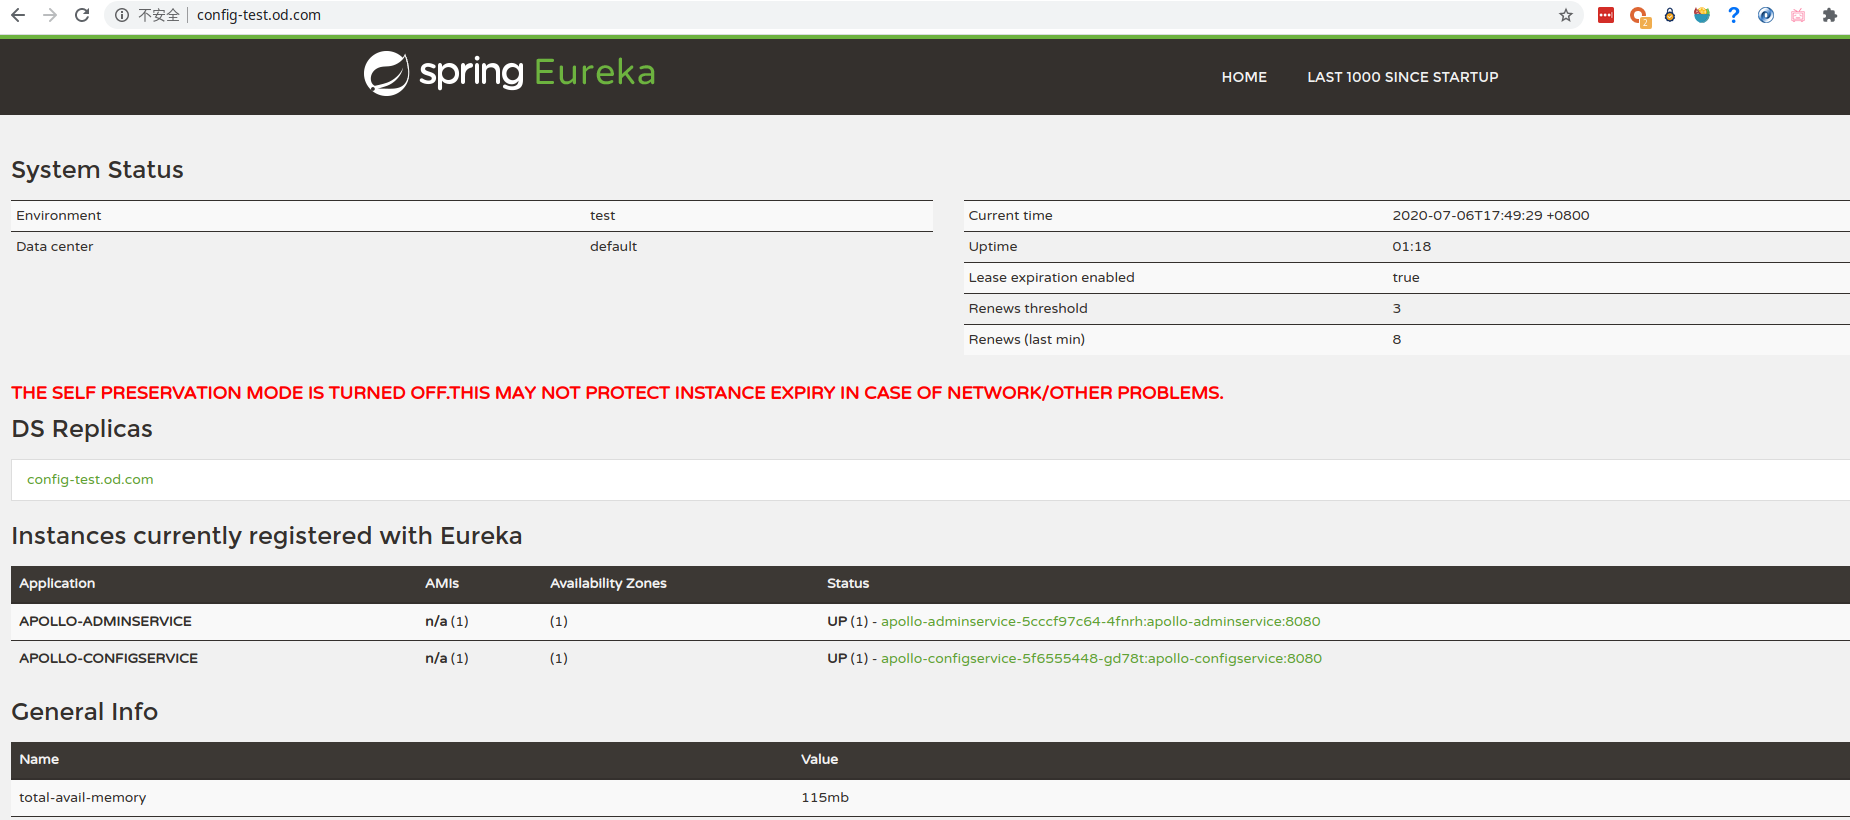 不安全 config-test.od.com
2
spring Eureka HOME LAST 1000 SINCE STARTUP
System Status
Environment test
Data center default
Current time 2020-07-06T17:49:29 +0800
Uptime 01:18
Lease expiration enabled true
Renews threshold 3
Renews (last min) 8
THE SELF PRESERVATION MODE IS TURNED OFF.THIS MAY NOT PROTECT INSTANCE EXPIRY IN CASE OF NETWORK/OTHER PROBLEMS.
DS Replicas
config-test.od.com
Instances currently registered with Eureka
Application AMIs Availability Zones Status
APOLLO-ADMINSERVICE n/a (1) (1) UP (1) - apollo-adminservice-5cccf97c64-4fnrh:apollo-adminservice:8080
APOLLO-CONFIGSERVICE n/a (1) (1) UP (1) - apollo-configservice-5f6555448-gd78t:apollo-configservice:8080
General Info
Name Value
total-avail-memory 115mb